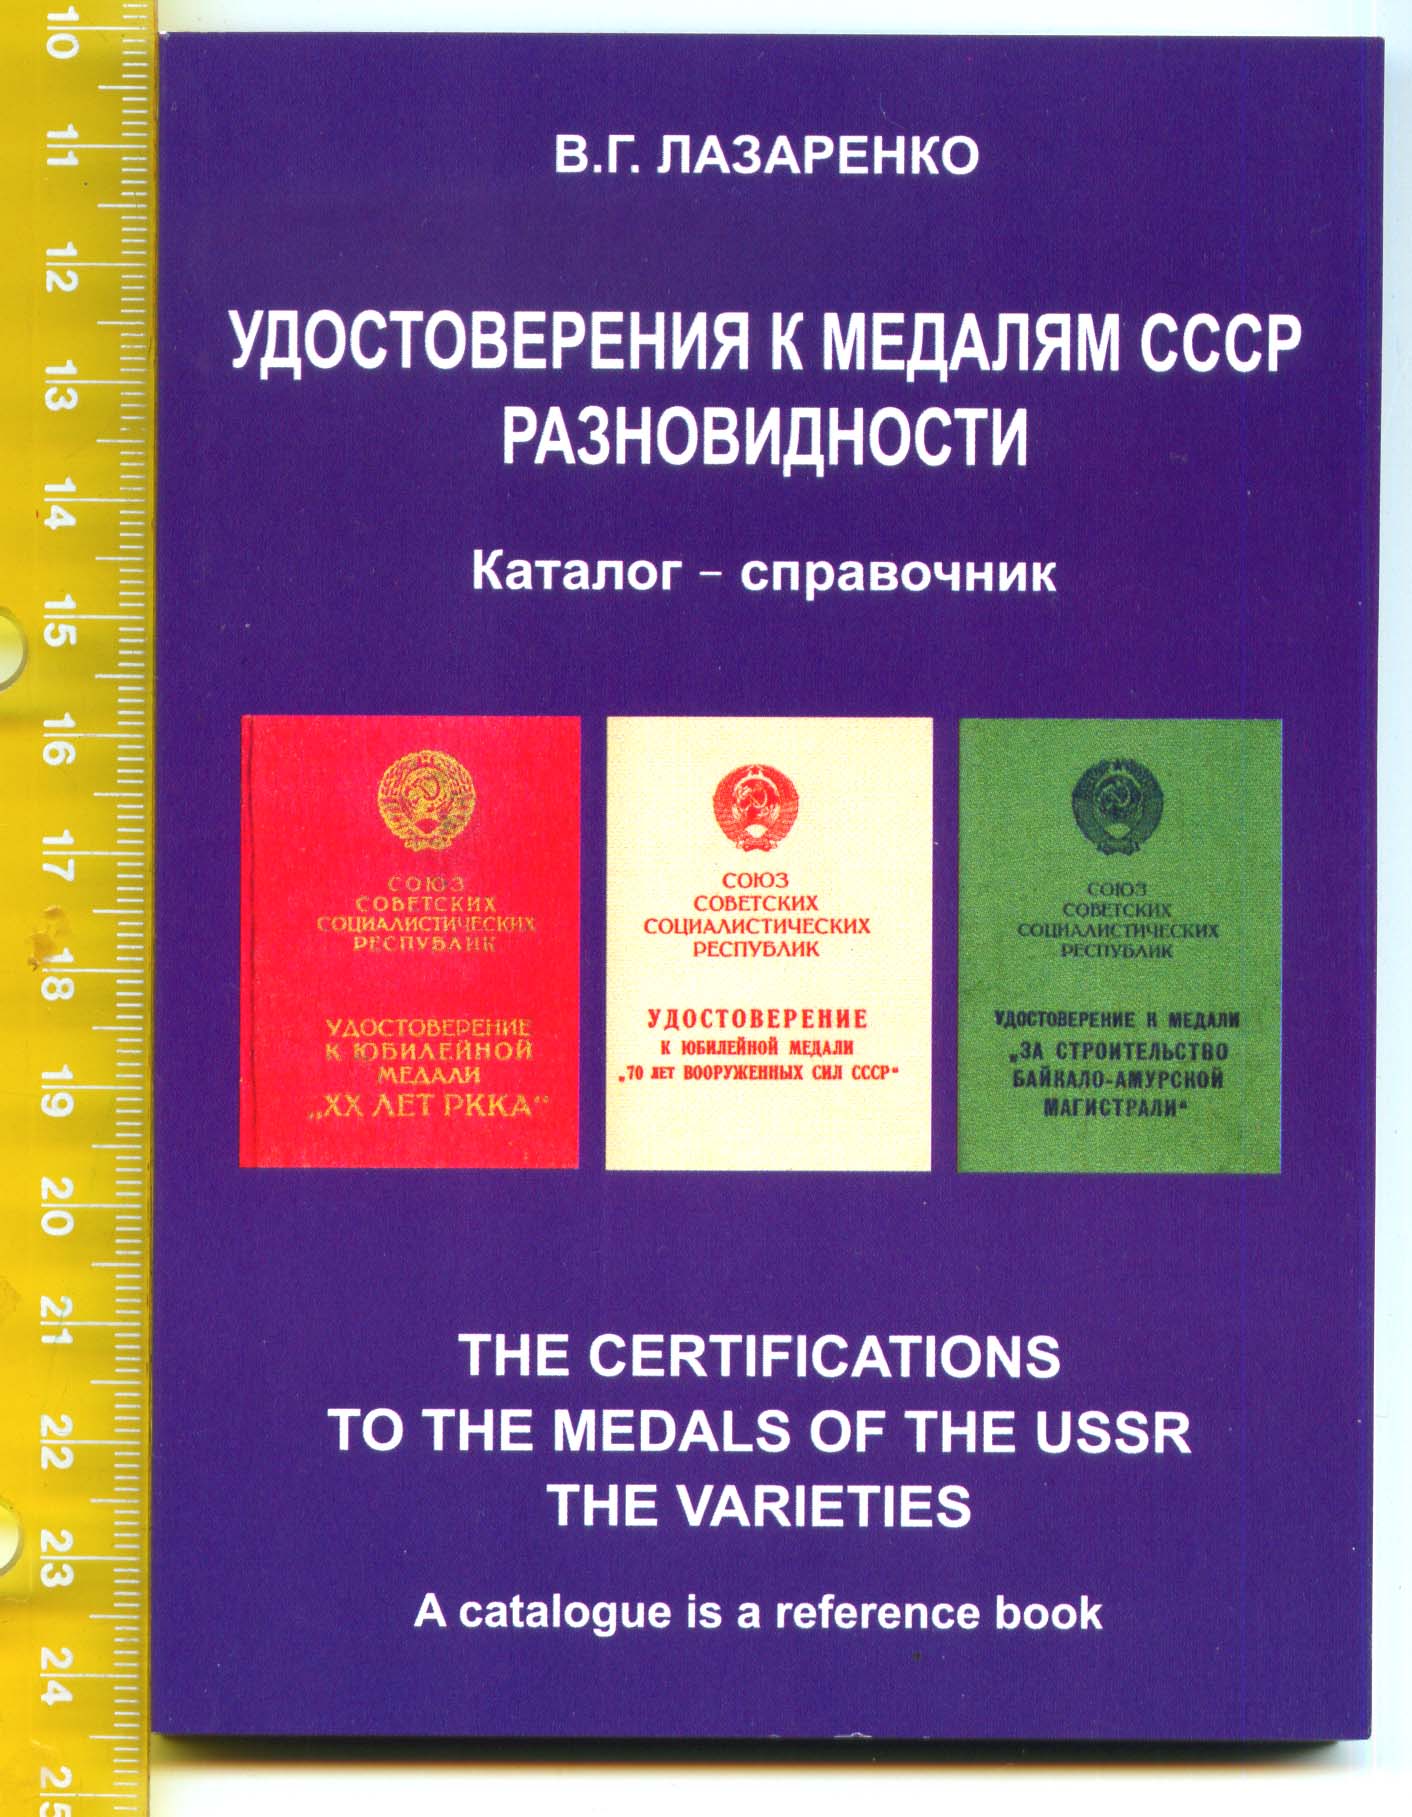 В.Г. ЛАЗАРЕНКО
УДОСТОВЕРЕНИЯ К МЕДАЛЯМ СССР
РАЗНОВИДНОСТИ
Каталог – справочник
СОЮЗ
СОВЕТСКИХ
СОЦИАЛИСТИЧЕСКИХ
РЕСПУБЛИК
УДОСТОВЕРЕНИЕ
К ЮБИЛЕЙНОЙ
МЕДАЛИ
„XX ЛЕТ РККА“
СОЮЗ
СОВЕТСКИХ
СОЦИАЛИСТИЧЕСКИХ
РЕСПУБЛИК
УДОСТОВЕРЕНИЕ
К ЮБИЛЕЙНОЙ МЕДАЛИ
„70 ЛЕТ ВООРУЖЕННЫХ СИЛ СССР“
СОЮЗ
СОВЕТСКИХ
СОЦИАЛИСТИЧЕСКИХ
РЕСПУБЛИК
УДОСТОВЕРЕНИЕ К МЕДАЛИ
„ЗА СТРОИТЕЛЬСТВО
БАЙКАЛО-АМУРСКОЙ
МАГИСТРАЛИ“
THE CERTIFICATIONS
TO THE MEDALS OF THE USSR
THE VARIETIES
A catalogue is a reference book
10
11
12
13
14
15
16
17
18
19
20
21
22
23
24
25